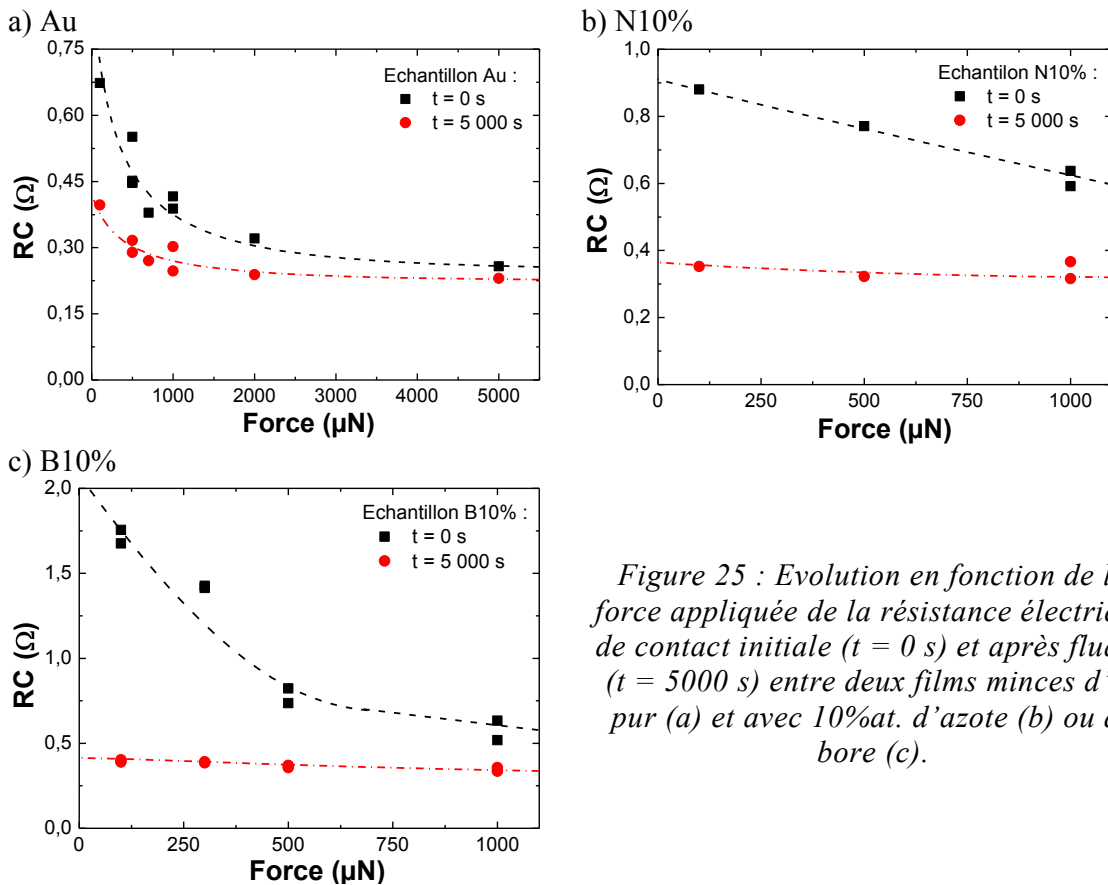 a) Au
0,75
0,60
0,45
0,30
0,15
0,00
RC (Ω)
0 1000 2000 3000 4000 5000
Force (µN)
Echantillon Au :
t = 0 s
t = 5 000 s
b) N10%
1,0
0,8
0,6
0,4
0,2
0,0
RC (Ω)
0 250 500 750 1000
Force (µN)
Echantilon N10% :
t = 0 s
t = 5 000 s
c) B10%
2,0
1,5
1,0
0,5
0,0
RC (Ω)
0 250 500 750 1000
Force (µN)
Echantillon B10% :
t = 0 s
t = 5 000 s
Figure 25 : Evolution en fonction de l
force appliquée de la résistance électri
de contact initiale (t = 0 s) et après flua
(t = 5000 s) entre deux films minces d'
pur (a) et avec 10%at. d'azote (b) ou
bore (c).